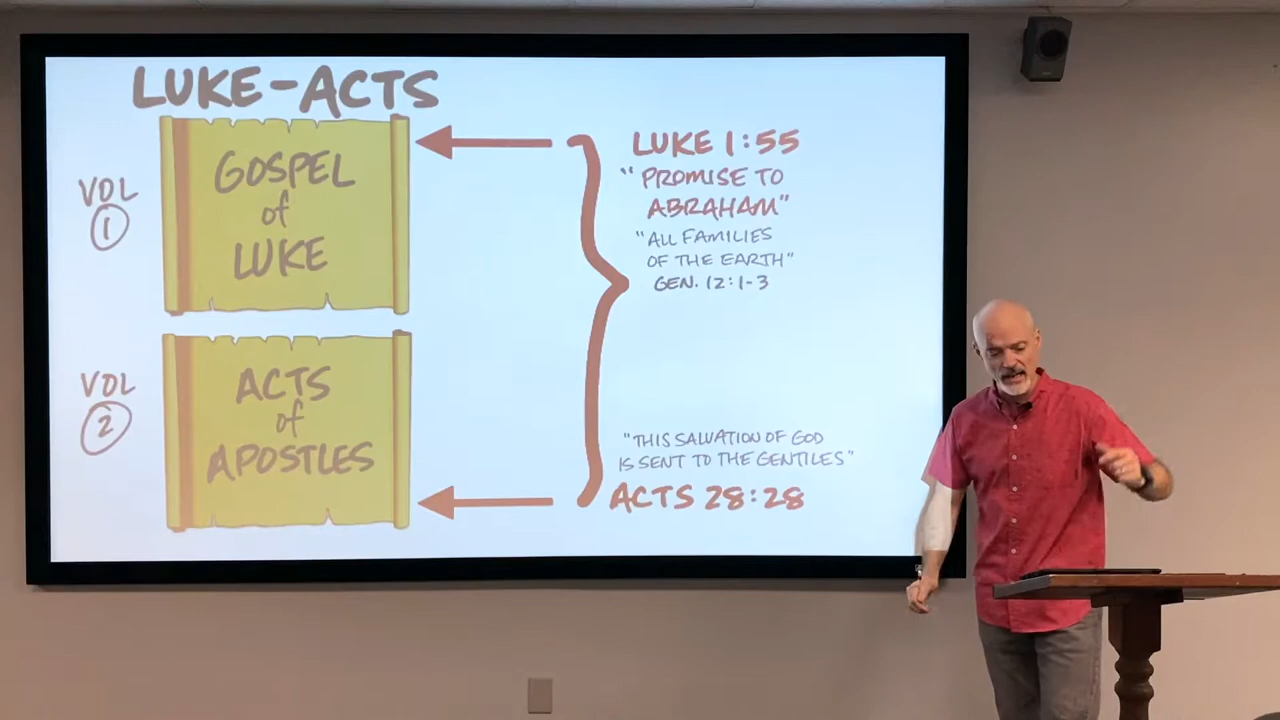 LUKE-ACTS
VOL
1
GOSPEL
of
LUKE
VOL
2
ACTS
of
APOSTLES
LUKE 1:55
"PROMISE TO
ABRAHAM"
"ALL FAMILIES
OF THE EARTH"
GEN. 12:1-3
"THIS SALVATION OF GOD
IS SENT TO THE GENTILES"
ACTS 28:28